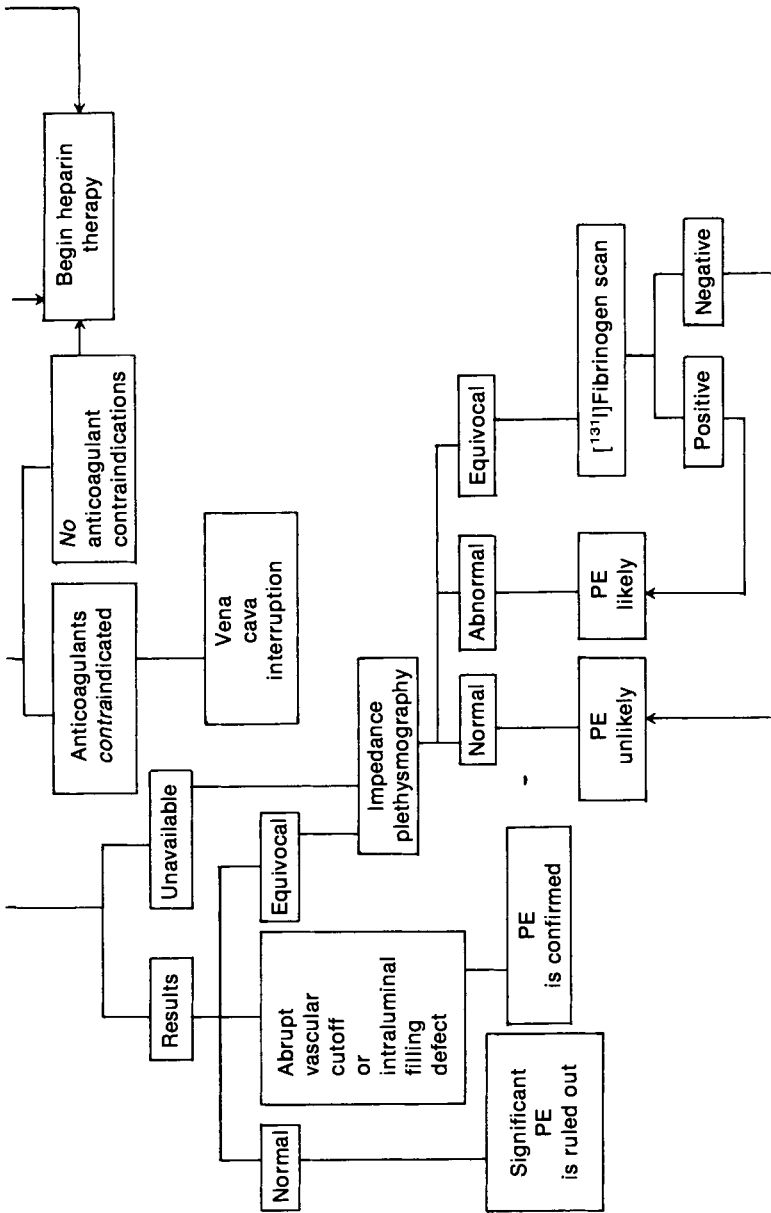 Begin heparin
therapy
No
anticoagulant
contraindications
Anticoagulants
contraindicated
Vena
cava
interruption
Unavailable
Results
Equivocal
Impedance
plethysmography
Abrupt
vascular
cutoff
or
intraluminal
filling
defect
Normal
PE
is confirmed
Significant
PE
is ruled out
Normal
Abnormal
Equivocal
PE
unlikely
PE
likely
[131I]Fibrinogen scan
Positive
Negative